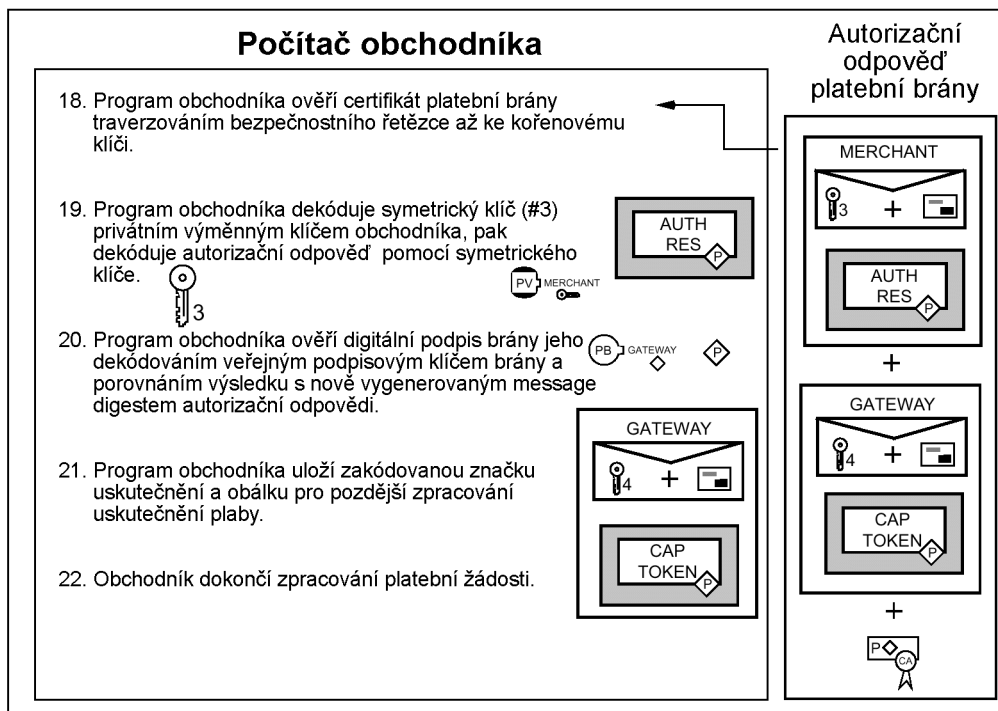 Počítač obchodníka
18. Program obchodníka ověří certifikát platební brány
traverzováním bezpečnostního řetězce až ke kořenovému
klíči.
19. Program obchodníka dekóduje symetrický klíč (#3)
privátním výměnným klíčem obchodníka, pak
dekóduje autorizační odpověď pomocí symetrického
klíče.
3
PV MERCHANT
AUTH
RES
P
20. Program obchodníka ověří digitální podpis brány jeho
dekódováním veřejným podpisovým klíčem brány a
porovnáním výsledku s nově vygenerovaným message
digestem autorizační odpovědi.
PB GATEWAY
P
21. Program obchodníka uloží zakódovanou značku
uskutečnění a obálku pro pozdější zpracování
uskutečnění plaby.
22. Obchodník dokončí zpracování platební žádosti.
GATEWAY
4 +
CAP
TOKEN
P
Autorizační
odpověď
platební brány
MERCHANT
3 +
AUTH
RES
P
+
GATEWAY
4 +
CAP
TOKEN
P
+
P
CA